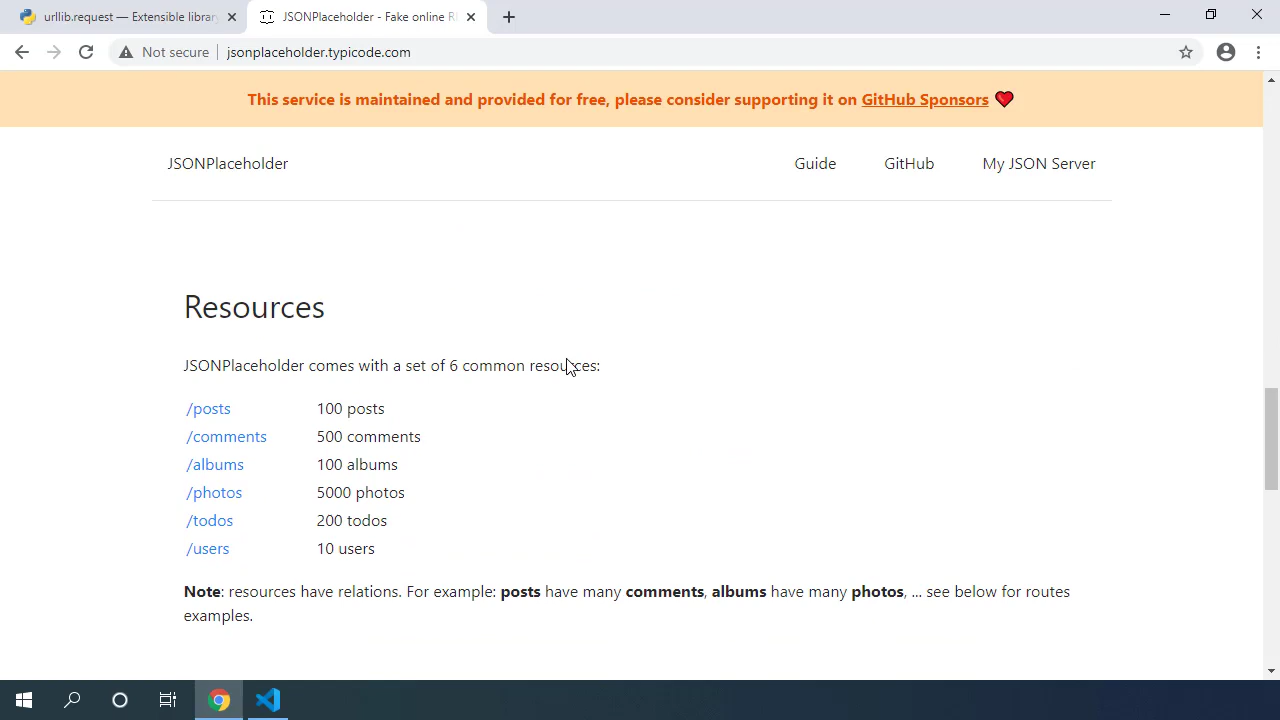 urllib.request — Extensible library
JSONPlaceholder - Fake online RE
Not secure
jsonplaceholder.typicode.com
This service is maintained and provided for free, please consider supporting it on GitHub Sponsors
JSONPlaceholder
Guide
GitHub
My JSON Server
Resources
JSONPlaceholder comes with a set of 6 common resources:
/posts 100 posts
/comments 500 comments
/albums 100 albums
/photos 5000 photos
/todos 200 todos
/users 10 users
Note: resources have relations. For example: posts have many comments, albums have many photos, ... see below for routes
examples.